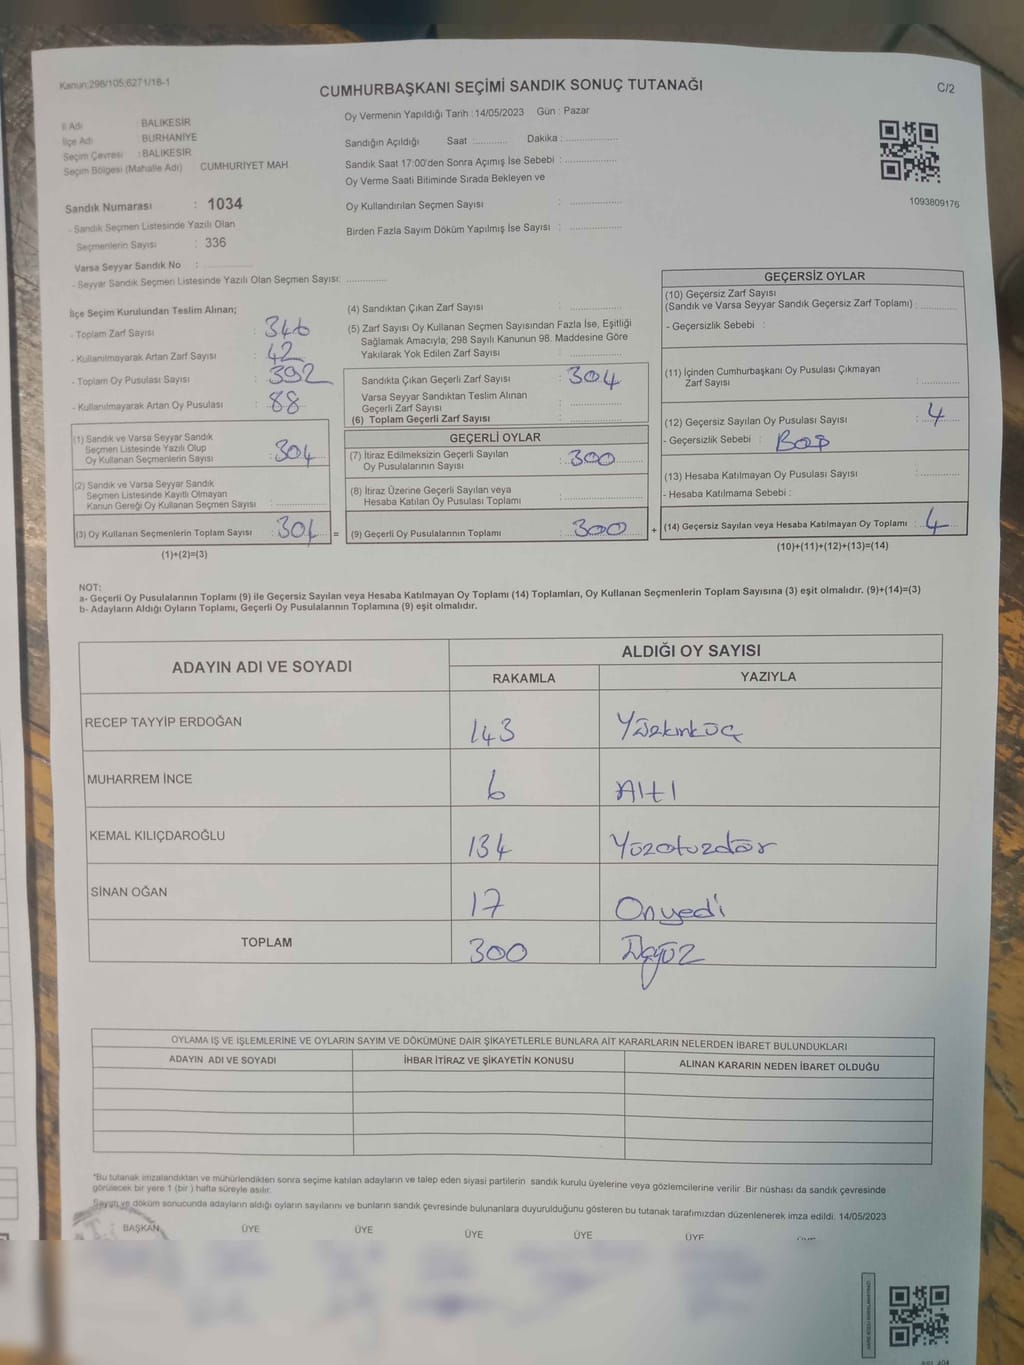 Kanun:298/105;6271/18-1
CUMHURBAŞKANI SEÇİMİ SANDIK SONUÇ TUTANAĞI
C/2
İl Adı : BALIKESİR
İlçe Adı : BURHANİYE
Seçim Çevresi : BALIKESİR
Seçim Bölgesi (Mahalle Adı) CUMHURİYET MAH.
Sandık Numarası : 1034
- Sandık Seçmen Listesinde Yazılı Olan
Seçmenlerin Sayısı : 336
Varsa Seyyar Sandık No : ..............
- Seyyar Sandık Seçmen Listesinde Yazılı Olan Seçmen Sayısı: ............
Oy Vermenin Yapıldığı Tarih : 14/05/2023 Gün : Pazar
Sandığın Açıldığı Saat ............ Dakika : ................
Sandık Saat 17:00'den Sonra Açımış İse Sebebi : ................
Oy Verme Saati Bitiminde Sırada Bekleyen ve
Oy Kullandırılan Seçmen Sayısı : ................
Birden Fazla Sayım Döküm Yapılmış İse Sayısı : ................
1093809176
İlçe Seçim Kurulundan Teslim Alınan;
- Toplam Zarf Sayısı : 346
- Kullanılmayarak Artan Zarf Sayısı : 42
- Toplam Oy Pusulası Sayısı : 392
- Kullanılmayarak Artan Oy Pusulası : 88
(1) Sandık ve Varsa Seyyar Sandık
Seçmen Listesinde Yazılı Olup
Oy Kullanan Seçmenlerin Sayısı : 304
(2) Sandık ve Varsa Seyyar Sandık
Seçmen Listesinde Kayıtlı Olmayan
Kanun Gereği Oy Kullanan Seçmen Sayısı : ............
(3) Oy Kullanan Seçmenlerin Toplam Sayısı : 304 =
(1)+(2)=(3)
(4) Sandıktan Çıkan Zarf Sayısı : ................
(5) Zarf Sayısı Oy Kullanan Seçmen Sayısından Fazla İse, Eşitliği
Sağlamak Amacıyla; 298 Sayılı Kanunun 98. Maddesine Göre
Yakılarak Yok Edilen Zarf Sayısı : ................
Sandıkta Çıkan Geçerli Zarf Sayısı : 304
Varsa Seyyar Sandıktan Teslim Alınan
Geçerli Zarf Sayısı : ................
(6) Toplam Geçerli Zarf Sayısı : ................
GEÇERLİ OYLAR
(7) İtiraz Edilmeksizin Geçerli Sayılan
Oy Pusulalarının Sayısı : 300
(8) İtiraz Üzerine Geçerli Sayılan veya
Hesaba Katılan Oy Pusulası Toplamı : ................
(9) Geçerli Oy Pusulalarının Toplamı : 300 +
GEÇERSİZ OYLAR
(10) Geçersiz Zarf Sayısı
(Sandık ve Varsa Seyyar Sandık Geçersiz Zarf Toplamı) : ............
- Geçersizlik Sebebi :
(11) İçinden Cumhurbaşkanı Oy Pusulası Çıkmayan
Zarf Sayısı : ............
(12) Geçersiz Sayılan Oy Pusulası Sayısı : 4
- Geçersizlik Sebebi : Boş
(13) Hesaba Katılmayan Oy Pusulası Sayısı : ............
- Hesaba Katılmama Sebebi :
(14) Geçersiz Sayılan veya Hesaba Katılmayan Oy Toplamı : 4
(10)+(11)+(12)+(13)=(14)
NOT:
a- Geçerli Oy Pusulalarının Toplamı (9) ile Geçersiz Sayılan veya Hesaba Katılmayan Oy Toplamı (14) Toplamları, Oy Kullanan Seçmenlerin Toplam Sayısına (3) eşit olmalıdır. (9)+(14)=(3)
b- Adayların Aldığı Oyların Toplamı, Geçerli Oy Pusulalarının Toplamına (9) eşit olmalıdır.
ADAYIN ADI VE SOYADI ALDIĞI OY SAYISI
RAKAMLA YAZIYLA
RECEP TAYYİP ERDOĞAN 143 Yüzkırküç
MUHARREM İNCE 6 Altı
KEMAL KILIÇDAROĞLU 134 Yüzotuzdör
SİNAN OĞAN 17 Onyedi
TOPLAM 300 Üçyüz
OYLAMA İŞ VE İŞLEMLERİNE VE OYLARIN SAYIM VE DÖKÜMÜNE DAİR ŞİKAYETLERLE BUNLARA AİT KARARLARIN NELERDEN İBARET BULUNDUKLARI
ADAYIN ADI VE SOYADI İHBAR İTİRAZ VE ŞİKAYETİN KONUSU ALINAN KARARIN NEDEN İBARET OLDUĞU
*Bu tutanak imzalandıktan ve mühürlendikten sonra seçime katılan adayların ve talep eden siyasi partilerin sandık kurulu üyelerine veya gözlemcilerine verilir .Bir nüshası da sandık çevresinde
görülecek bir yere 1 (bir ) hafta süreyle asılır.
Sayım ve döküm sonucunda adayların aldığı oyların sayılarını ve bunların sandık çevresinde bulunanlara duyurulduğunu gösteren bu tutanak tarafımızdan düzenlenerek imza edildi. 14/05/2023
BAŞKAN ÜYE ÜYE ÜYE ÜYE ÜYE